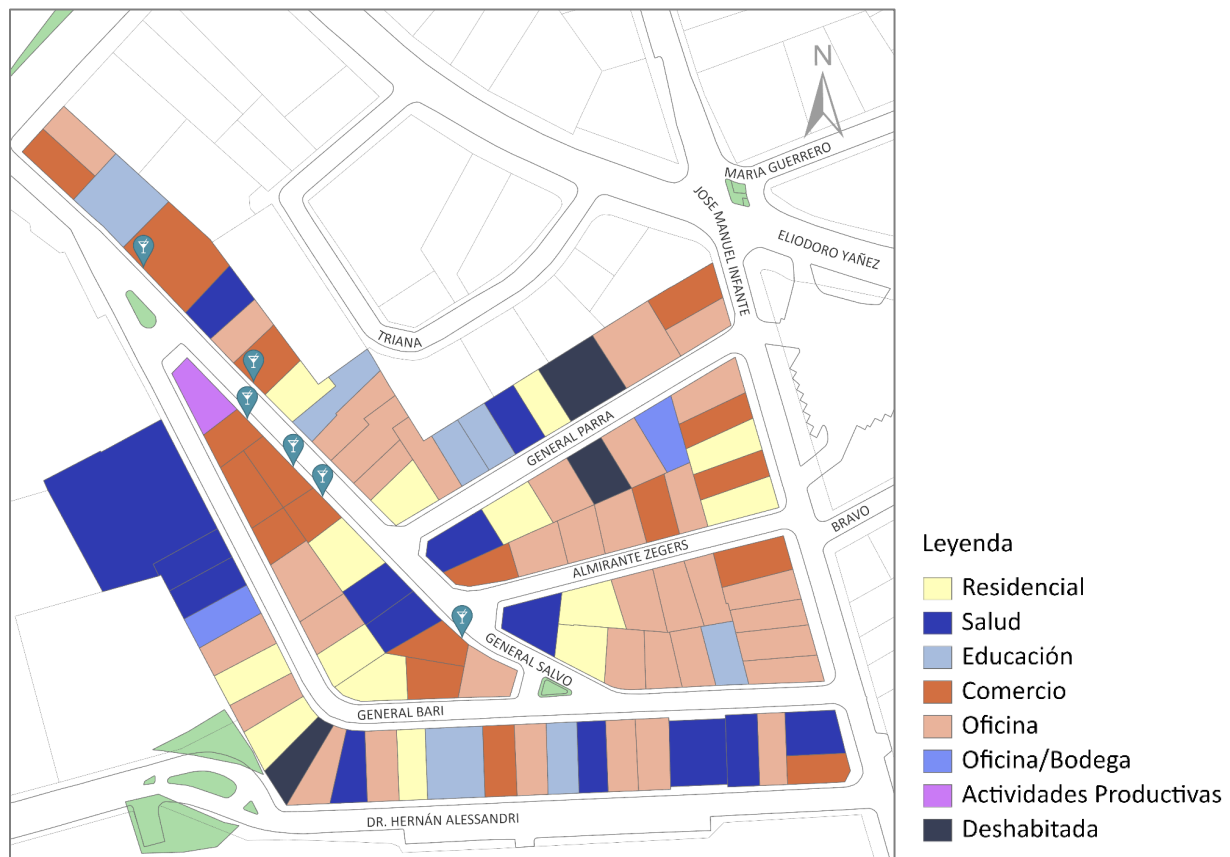 N
MARIA GUERRERO
JOSE MANUEL INFANTE
ELIODORO YAÑEZ
TRIANA
GENERAL PARRA
BRAVO
ALMIRANTE ZEGERS
GENERAL SALVO
GENERAL BARI
DR. HERNÁN ALESSANDRI
Leyenda
Residencial
Salud
Educación
Comercio
Oficina
Oficina/Bodega
Actividades Productivas
Deshabitada